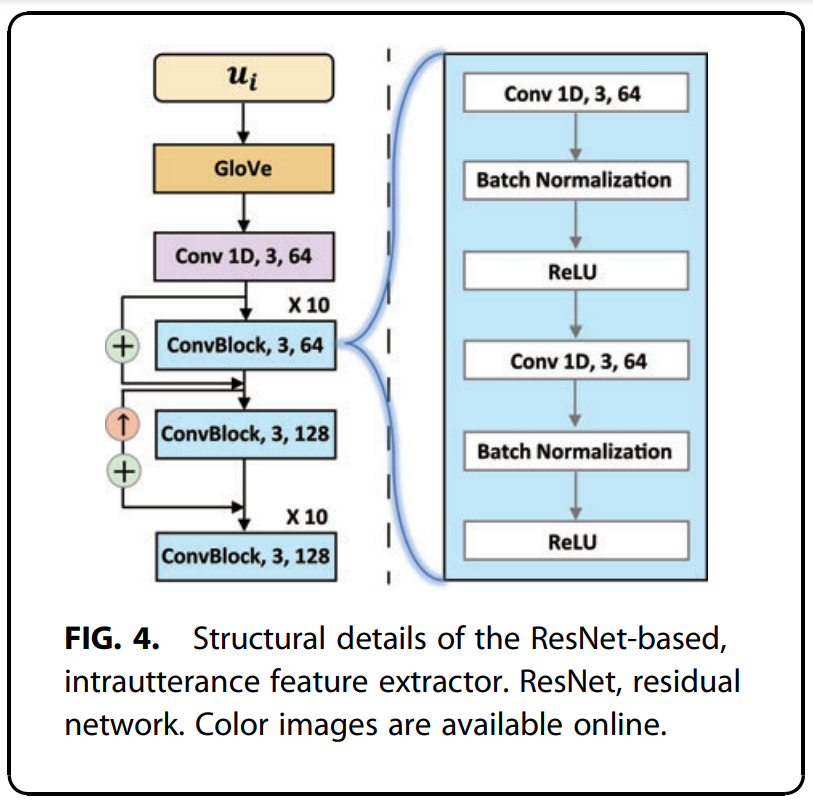 u_i
GloVe
Conv 1D, 3, 64
X 10
+
ConvBlock, 3, 64
↑
ConvBlock, 3, 128
+
X 10
ConvBlock, 3, 128
Conv 1D, 3, 64
Batch Normalization
ReLU
Conv 1D, 3, 64
Batch Normalization
ReLU
FIG. 4. Structural details of the ResNet-based,
intrautterance feature extractor. ResNet, residual
network. Color images are available online.